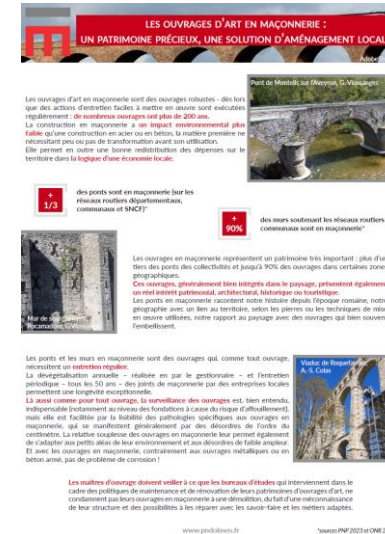 LES OUVRAGES D'ART EN MAÇONNERIE :
UN PATRIMOINE PRÉCIEUX, UNE SOLUTION D'AMÉNAGEMENT LOCAL
Adobe
Pont de Montells sur l'Aveyron, G. Viossanges
Les ouvrages d'art en maçonnerie sont des ouvrages robustes - dès lors
que des actions d'entretien faciles à mettre en œuvre sont exécutées
régulièrement : de nombreux ouvrages ont plus de 200 ans.
La construction en maçonnerie a un impact environnemental plus
faible qu'une construction en acier ou en béton, la matière première ne
nécessitant peu ou pas de transformation avant son utilisation.
Elle permet en outre une bonne redistribution des dépenses sur le
territoire dans la logique d'une économie locale.
+
1/3
des ponts sont en maçonnerie (sur les
réseaux routiers départementaux,
communaux et SNCF)*
+
90%
des murs soutenant les réseaux routiers
communaux sont en maçonnerie*
Mur de soutènement
Rocamadour, G. Viossanges
Les ouvrages en maçonnerie représentent un patrimoine très important : plus d'un
tiers des ponts des collectivités et jusqu'à 90% des ouvrages dans certaines zones
géographiques.
Ces ouvrages, généralement bien intégrés dans le paysage, présentent également
un réel intérêt patrimonial, architectural, historique ou touristique.
Les ponts en maçonnerie racontent notre histoire depuis l'époque romaine, notre
géographie avec un lien au territoire, selon les pierres ou les techniques de mise
en œuvre utilisées, notre rapport au paysage avec des ouvrages qui bien souvent
l'embellissent.
Les ponts et les murs en maçonnerie sont des ouvrages qui, comme tout ouvrage,
nécessitent un entretien régulier.
La dévégétalisation annuelle – réalisée en par le gestionnaire – et l'entretien
périodique – tous les 50 ans – des joints de maçonnerie par des entreprises locales
permettent une longévité exceptionnelle.
Là aussi comme pour tout ouvrage, la surveillance des ouvrages est, bien entendu,
indispensable (notamment au niveau des fondations à cause du risque d'affouillement),
mais elle est facilitée par la lisibilité des pathologies spécifiques aux ouvrages en
maçonnerie, qui se manifestent généralement par des désordres de l'ordre du
centimètre. La relative souplesse des ouvrages en maçonnerie leur permet également
de s'adapter aux petits aléas de leur environnement et aux désordres de faible ampleur.
Et avec les ouvrages en maçonnerie, contrairement aux ouvrages métalliques ou en
béton armé, pas de problème de corrosion !
Viaduc de Roquefavour
A.-S. Colas
Les maîtres d'ouvrage doivent veiller à ce que les bureaux d'études qui interviennent dans le
cadre des politiques de maintenance et de rénovation de leurs patrimoines d'ouvrages d'art, ne
condamnent pas leurs ouvrages en maçonnerie à une démolition, du fait d'une méconnaissance
de leur structure et des possibilités à les réparer avec les savoir-faire et les métiers adaptés.
www.pndolmen.fr
*sources PNP 2023 et ONR 2